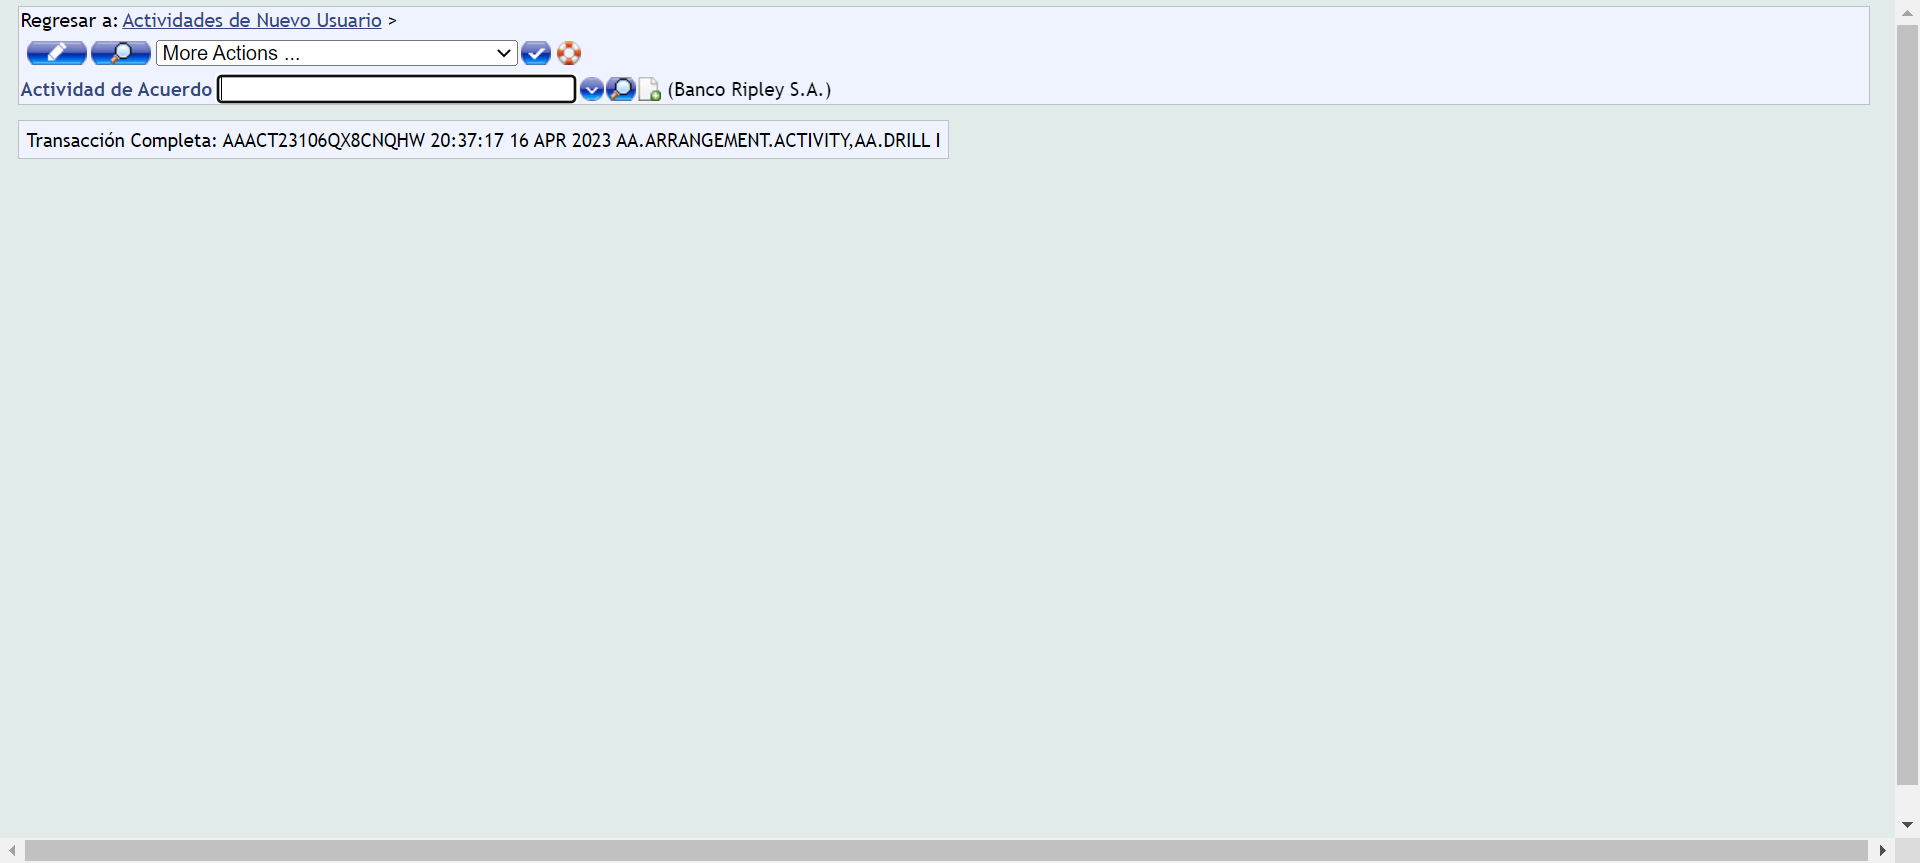 Regresar a: Actividades de Nuevo Usuario >
More Actions ...
Actividad de Acuerdo (Banco Ripley S.A.)
Transacción Completa: AAACT23106QX8CNQHW 20:37:17 16 APR 2023 AA.ARRANGEMENT.ACTIVITY,AA.DRILL I